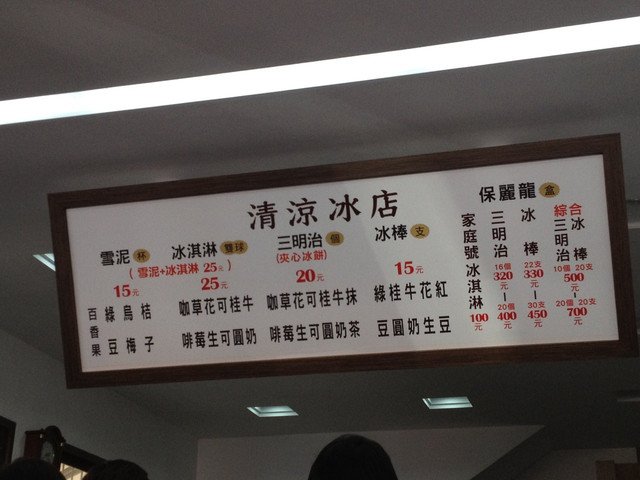 清涼冰店
雪泥 杯
冰淇淋 雙球
(雪泥+冰淇淋 25元)
15元
25元
百香果
綠豆
烏梅
桔子
咖啡
草莓
花生
可可
桂圓
牛奶
三明治 個
(夾心冰餅)
20元
咖啡
草莓
花生
可可
桂圓
牛奶
抹茶
冰棒 支
15元
綠豆
桂圓
牛奶
花生
紅豆
保麗龍 盒
家庭號冰淇淋
100元
三明治
16個
320元
20個
400元
冰棒
22支
330元
30支
450元
綜合
三明治
冰棒
10個 20支
500元
20個 20支
700元